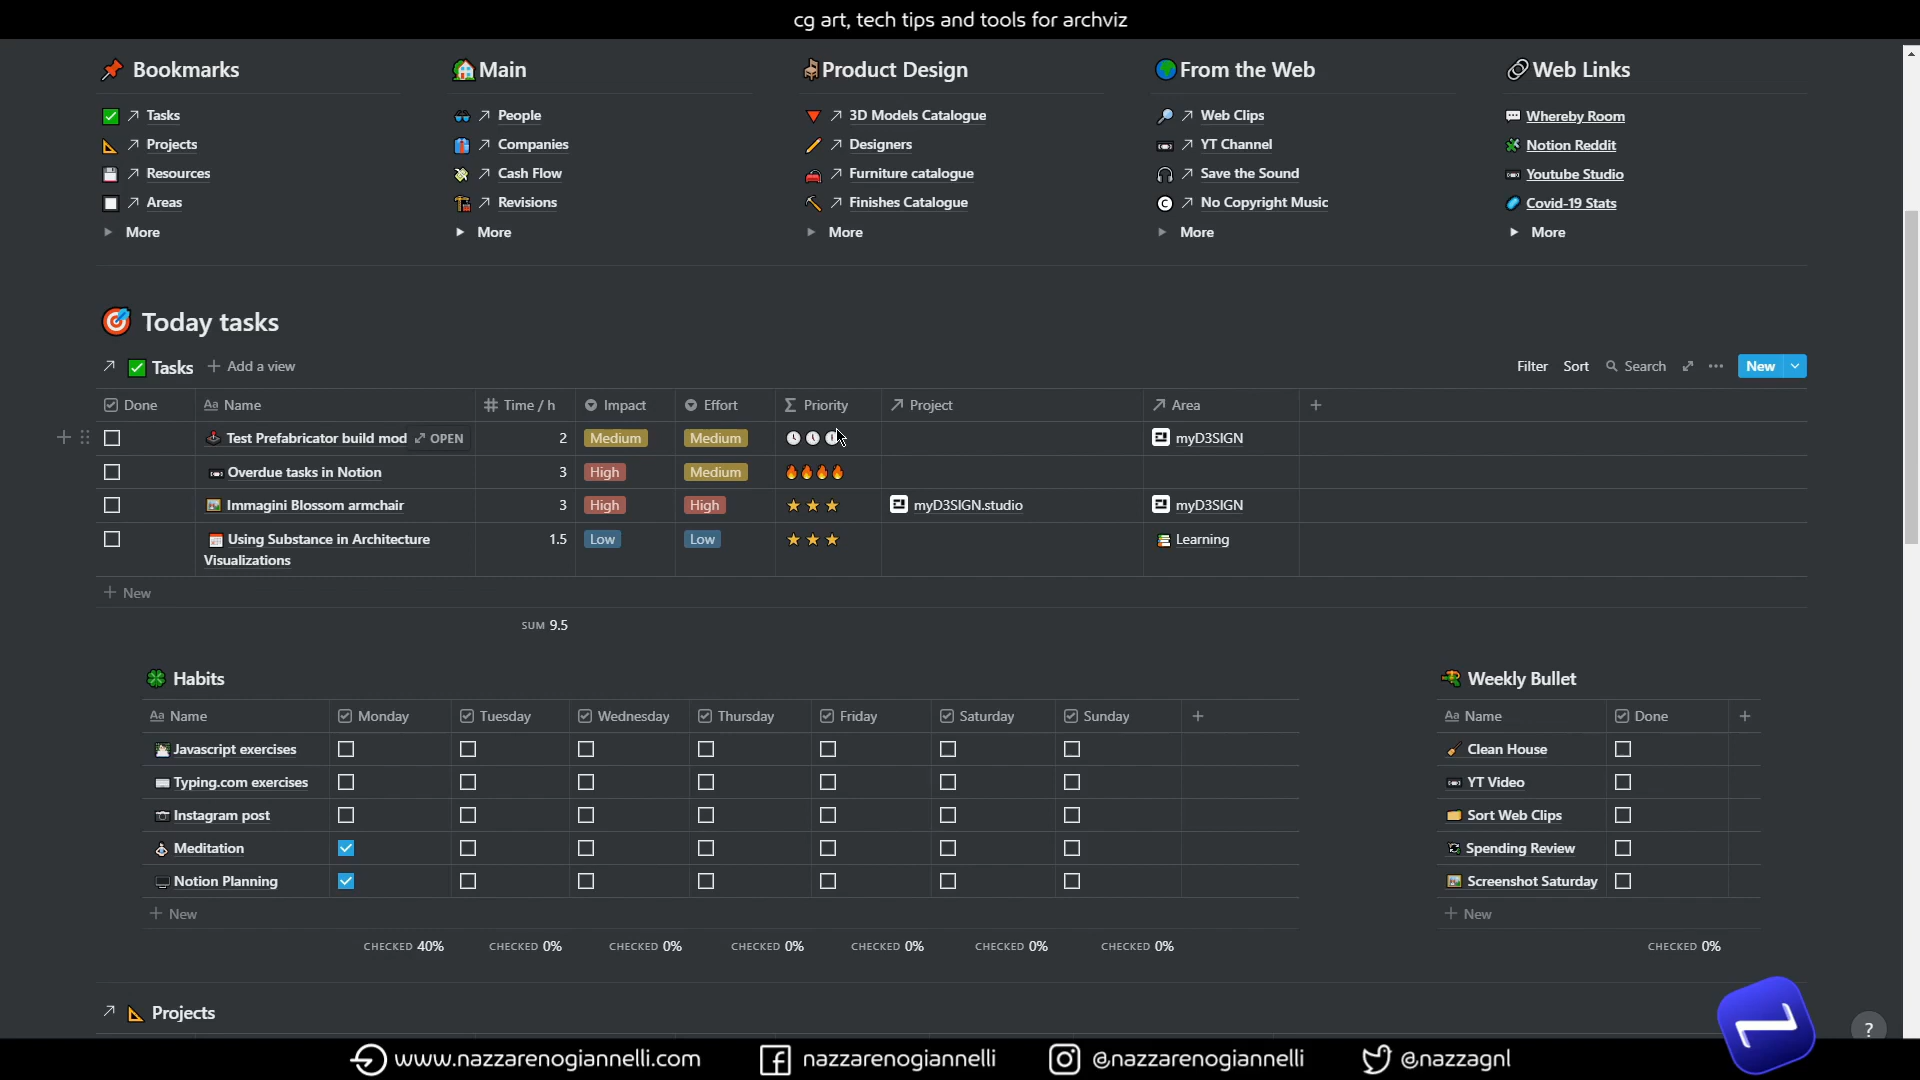 cg art, tech tips and tools for archviz
Bookmarks
Main
Product Design
From the Web
Web Links
Tasks
People
3D Models Catalogue
Web Clips
Whereby Room
Projects
Companies
Designers
YT Channel
Notion Reddit
Resources
Cash Flow
Furniture catalogue
Save the Sound
Youtube Studio
Areas
Revisions
Finishes Catalogue
No Copyright Music
Covid-19 Stats
More
More
More
More
More
Today tasks
Tasks
Add a view
Filter
Sort
Search
New
Done
Name
Time / h
Impact
Effort
Priority
Project
Area
Test Prefabricator build mod
OPEN
2
Medium
Medium
myD3SIGN
Overdue tasks in Notion
3
High
Medium
Immagini Blossom armchair
3
High
High
myD3SIGN.studio
myD3SIGN
Using Substance in Architecture
Visualizations
1.5
Low
Low
Learning
New
SUM 9.5
Habits
Name
Monday
Tuesday
Wednesday
Thursday
Friday
Saturday
Sunday
Javascript exercises
Typing.com exercises
Instagram post
Meditation
Notion Planning
New
CHECKED 40%
CHECKED 0%
CHECKED 0%
CHECKED 0%
CHECKED 0%
CHECKED 0%
CHECKED 0%
Weekly Bullet
Name
Done
Clean House
YT Video
Sort Web Clips
Spending Review
Screenshot Saturday
New
CHECKED 0%
Projects
?
www.nazzarenogiannelli.com
nazzarenogiannelli
@nazzarenogiannelli
@nazzagnl